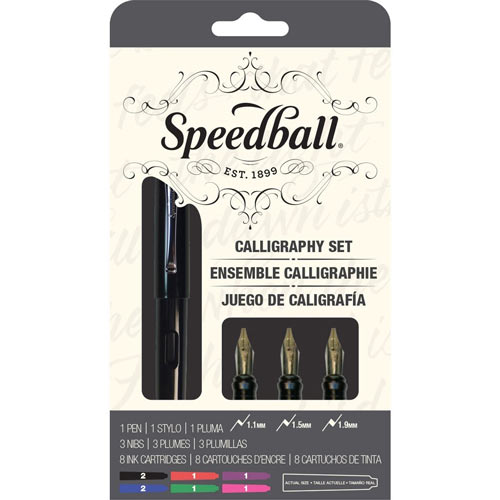 Speedball®
EST. 1899
CALLIGRAPHY SET
ENSEMBLE CALLIGRAPHIE
JUEGO DE CALIGRAFÍA
1 PEN | 1 STYLO | 1 PLUMA
1.1MM 1.5MM 1.9MM
3 NIBS | 3 PLUMES | 3 PLUMILLAS
8 INK CARTRIDGES | 8 CARTOUCHES D'ENCRE | 8 CARTUCHOS DE TINTA
2 1 1
2 1 1
ACTUAL SIZE • TAILLE ACTUELLE • TAMAÑO REAL